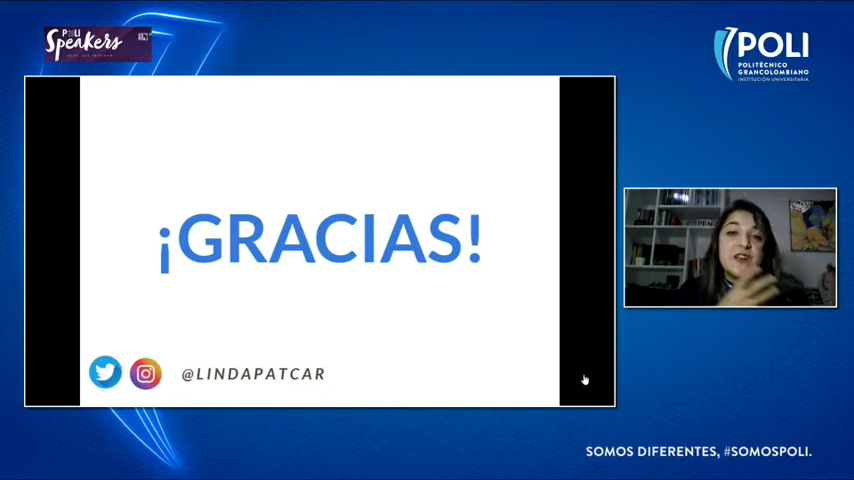 POLI
Speakers
POLI
POLITÉCNICO
GRANCOLOMBIANO
INSTITUCIÓN UNIVERSITARIA
¡GRACIAS!
@LINDAPATCAR
SOMOS DIFERENTES, #SOMOSPOLI.